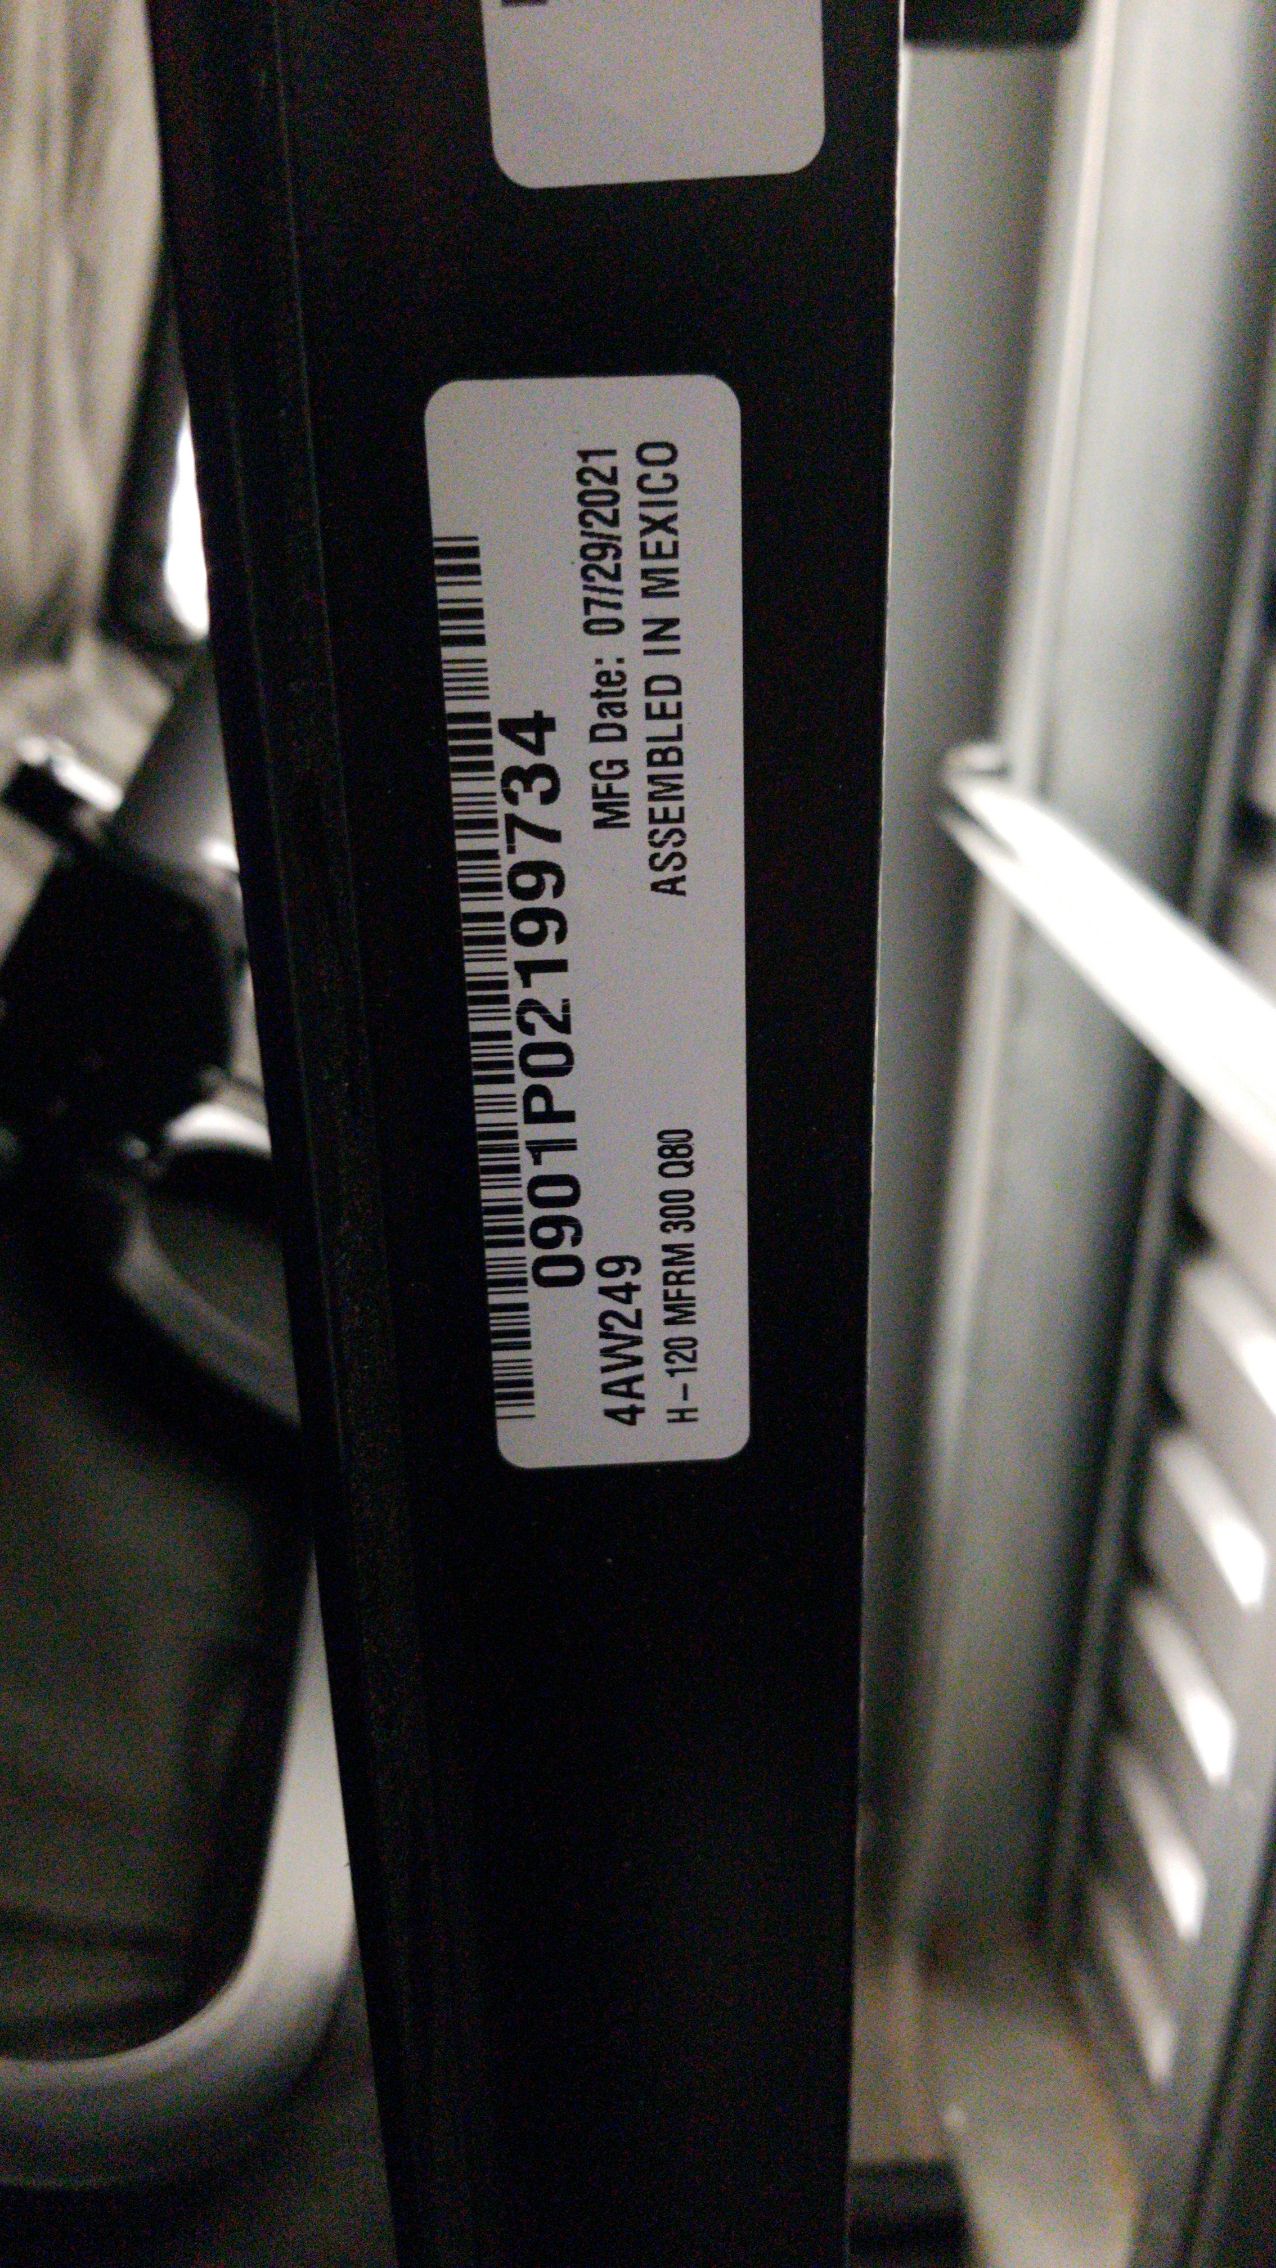 0901P02199734
4AW249
MFG Date: 07/29/2021
H-120 MFRM 300 Q80
ASSEMBLED IN MEXICO